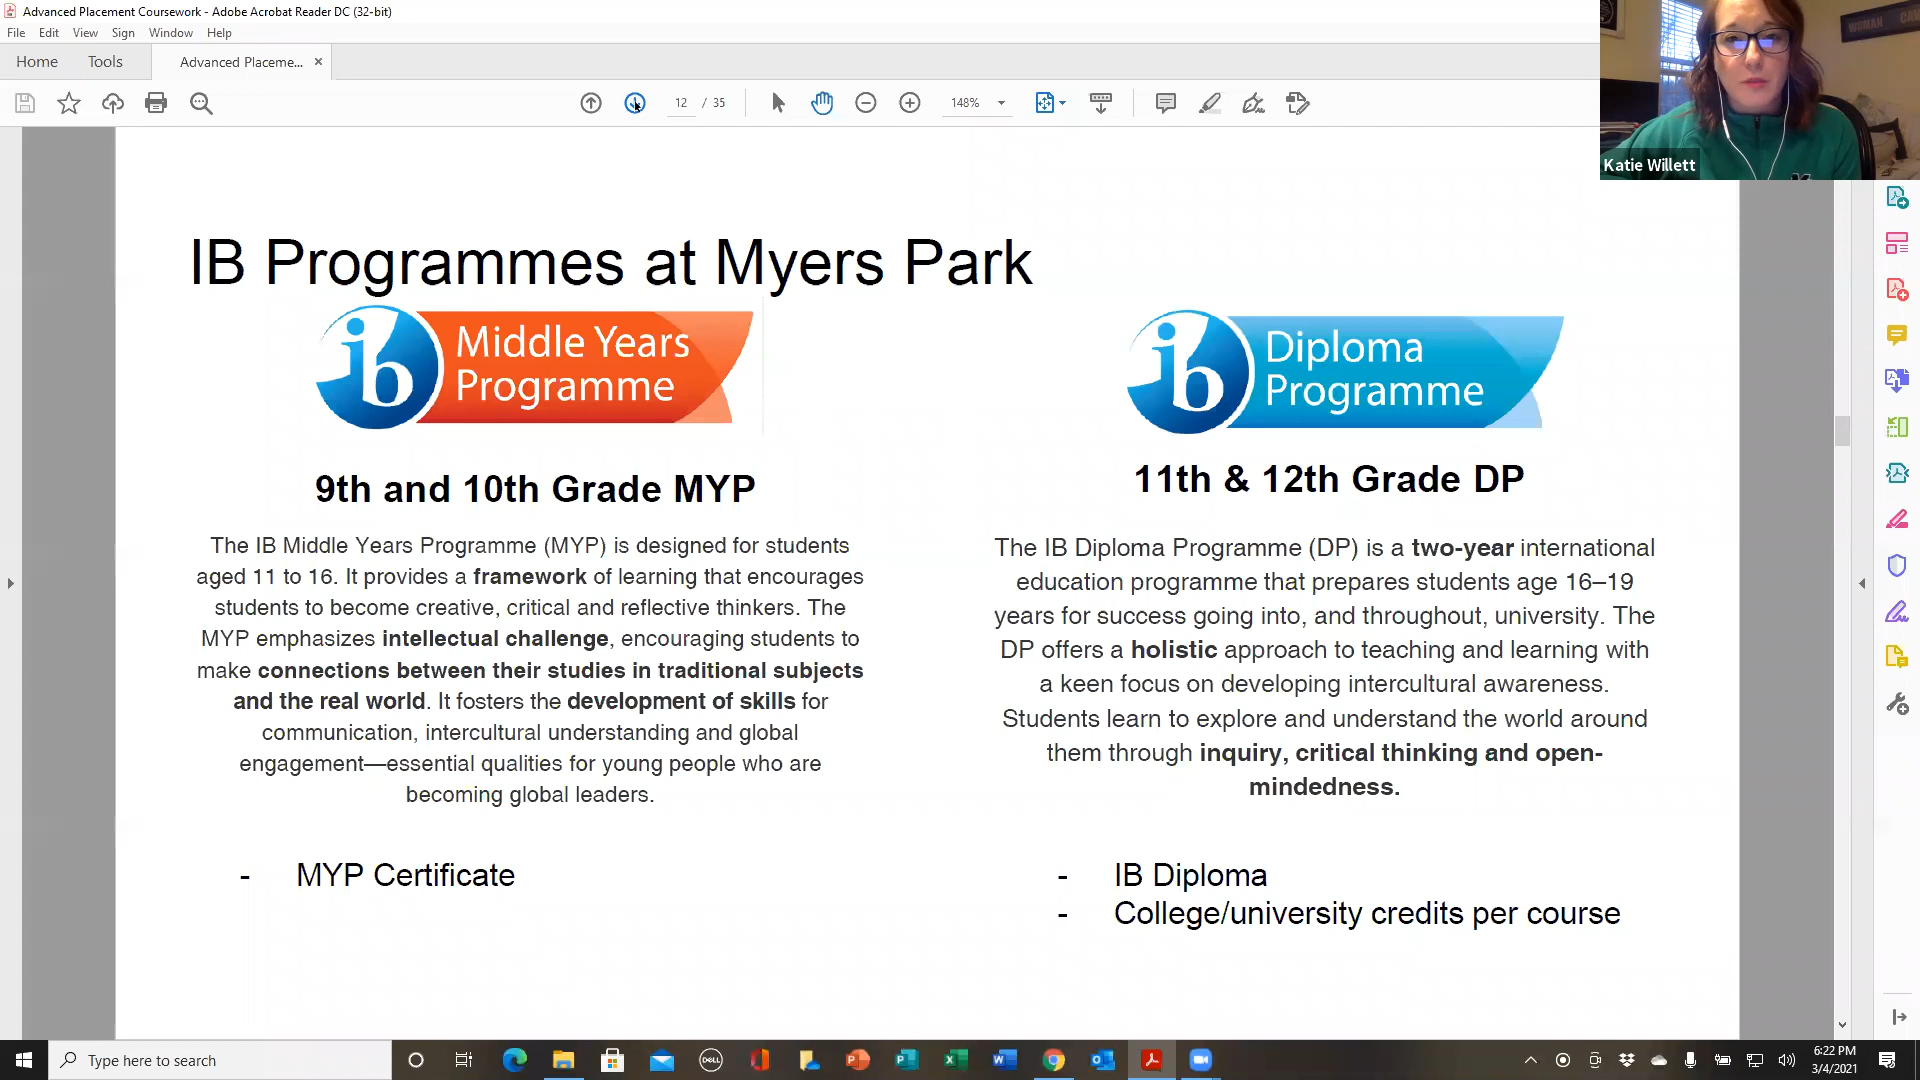 Advanced Placement Coursework - Adobe Acrobat Reader DC (32-bit)
File Edit View Sign Window Help
Home Tools Advanced Placeme... ×
12 / 35 148%
Katie Willett
IB Programmes at Myers Park
ib Middle Years
Programme
9th and 10th Grade MYP
The IB Middle Years Programme (MYP) is designed for students
aged 11 to 16. It provides a framework of learning that encourages
students to become creative, critical and reflective thinkers. The
MYP emphasizes intellectual challenge, encouraging students to
make connections between their studies in traditional subjects
and the real world. It fosters the development of skills for
communication, intercultural understanding and global
engagement—essential qualities for young people who are
becoming global leaders.
- MYP Certificate
ib Diploma
Programme
11th & 12th Grade DP
The IB Diploma Programme (DP) is a two-year international
education programme that prepares students age 16–19
years for success going into, and throughout, university. The
DP offers a holistic approach to teaching and learning with
a keen focus on developing intercultural awareness.
Students learn to explore and understand the world around
them through inquiry, critical thinking and open-
mindedness.
- IB Diploma
- College/university credits per course
Type here to search
DELL
6:22 PM
3/4/2021